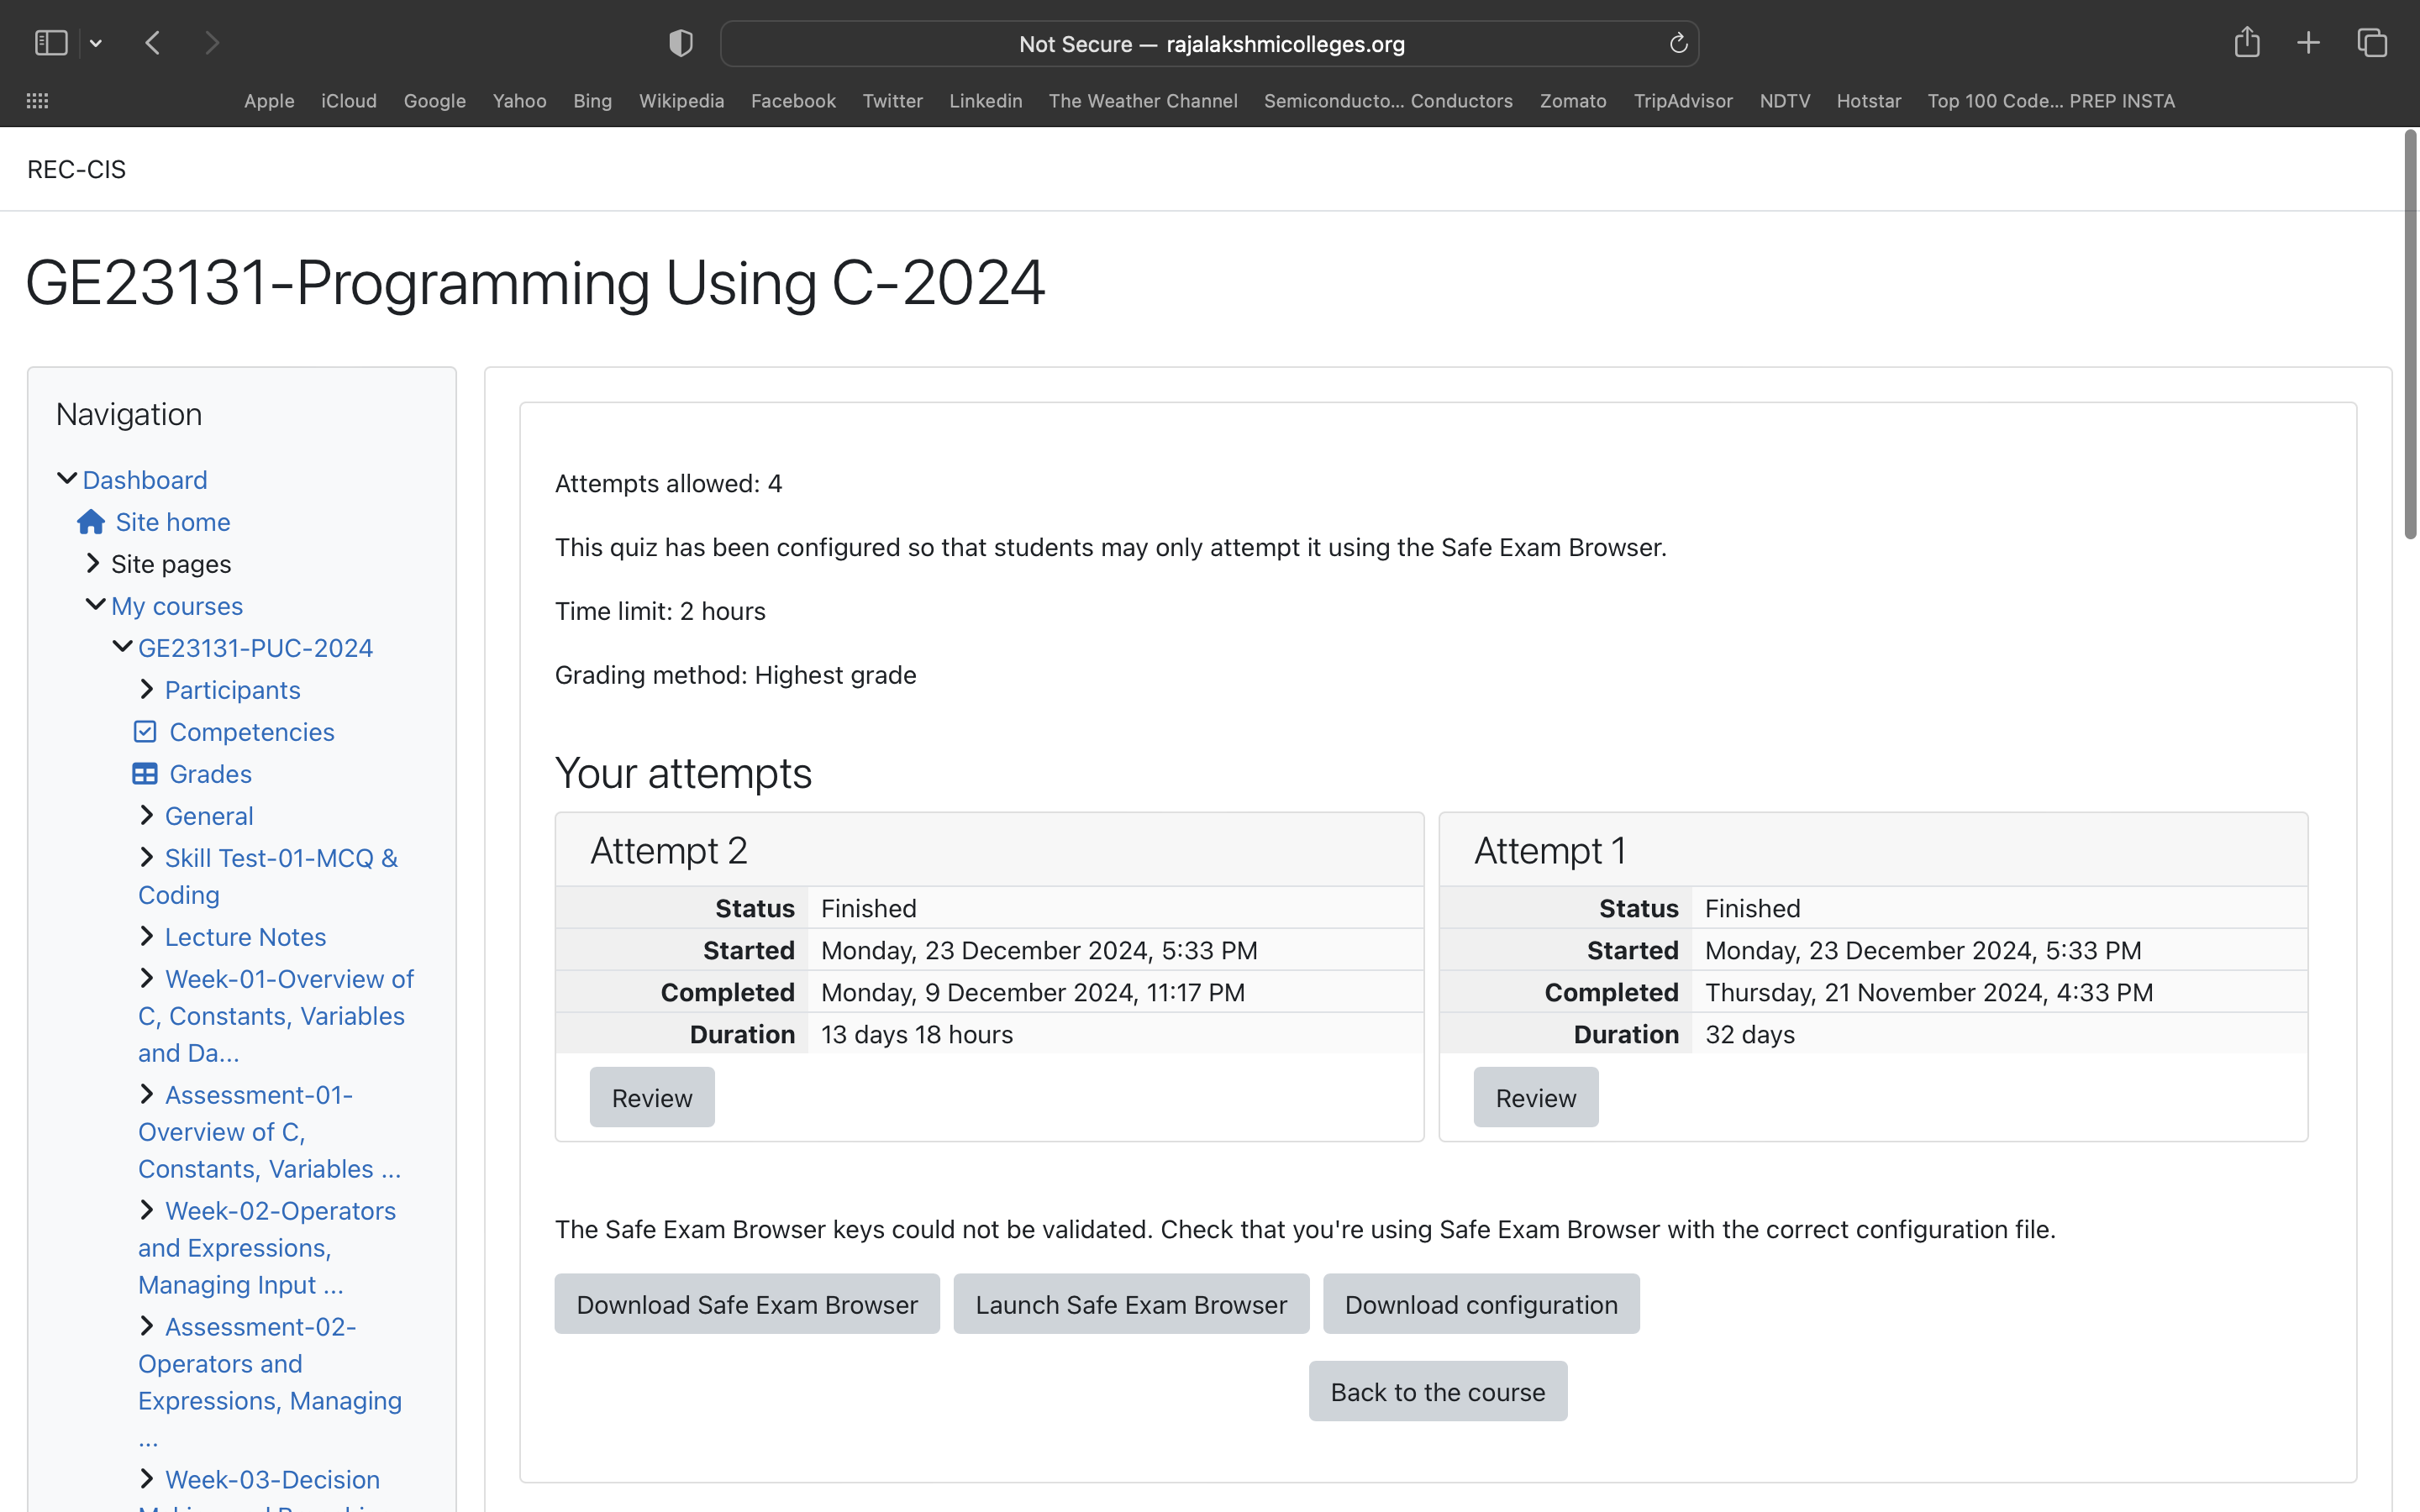 Not Secure — rajalakshmicolleges.org
Apple iCloud Google Yahoo Bing Wikipedia Facebook Twitter Linkedin The Weather Channel Semiconducto... Conductors Zomato TripAdvisor NDTV Hotstar Top 100 Code... PREP INSTA
REC-CIS
GE23131-Programming Using C-2024
Navigation
Dashboard
Site home
Site pages
My courses
GE23131-PUC-2024
Participants
Competencies
Grades
General
Skill Test-01-MCQ &
Coding
Lecture Notes
Week-01-Overview of
C, Constants, Variables
and Da...
Assessment-01-
Overview of C,
Constants, Variables ...
Week-02-Operators
and Expressions,
Managing Input ...
Assessment-02-
Operators and
Expressions, Managing
...
Week-03-Decision
Attempts allowed: 4
This quiz has been configured so that students may only attempt it using the Safe Exam Browser.
Time limit: 2 hours
Grading method: Highest grade
Your attempts
Attempt 2
Status Finished
Started Monday, 23 December 2024, 5:33 PM
Completed Monday, 9 December 2024, 11:17 PM
Duration 13 days 18 hours
Review
Attempt 1
Status Finished
Started Monday, 23 December 2024, 5:33 PM
Completed Thursday, 21 November 2024, 4:33 PM
Duration 32 days
Review
The Safe Exam Browser keys could not be validated. Check that you're using Safe Exam Browser with the correct configuration file.
Download Safe Exam Browser Launch Safe Exam Browser Download configuration
Back to the course